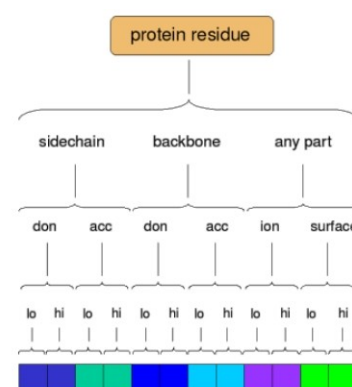 protein residue
sidechain backbone any part
don acc don acc ion surface
lo hi lo hi lo hi lo hi lo hi lo hi